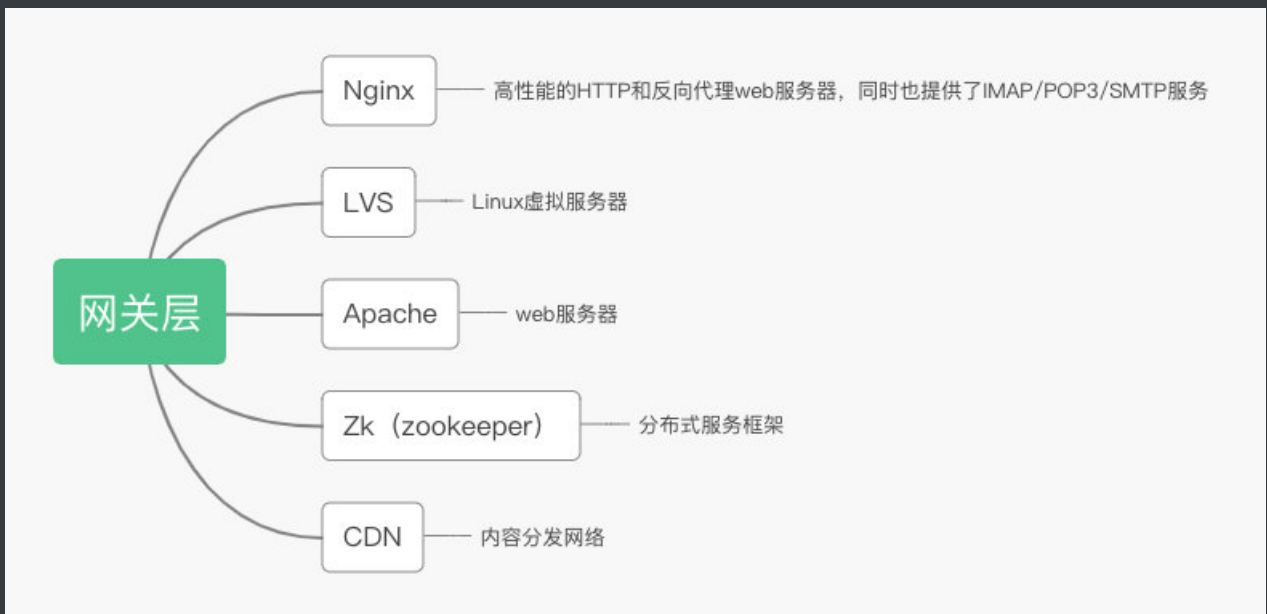 Nginx
高性能的HTTP和反向代理web服务器，同时也提供了IMAP/POP3/SMTP服务
LVS
Linux虚拟服务器
网关层
Apache
web服务器
Zk（zookeeper）
分布式服务框架
CDN
内容分发网络